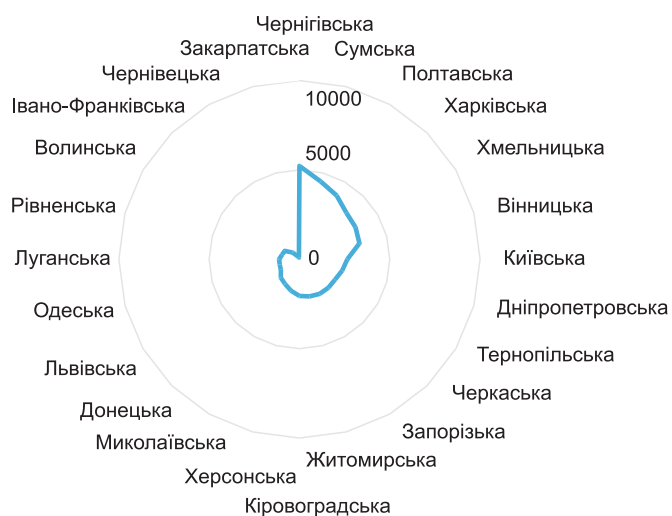 Чернігівська
Сумська
Полтавська
Харківська
Хмельницька
Вінницька
Київська
Дніпропетровська
Тернопільська
Черкаська
Запорізька
Житомирська
Кіровоградська
Херсонська
Миколаївська
Донецька
Львівська
Одеська
Луганська
Рівненська
Волинська
Івано-Франківська
Чернівецька
Закарпатська
10000
5000
0